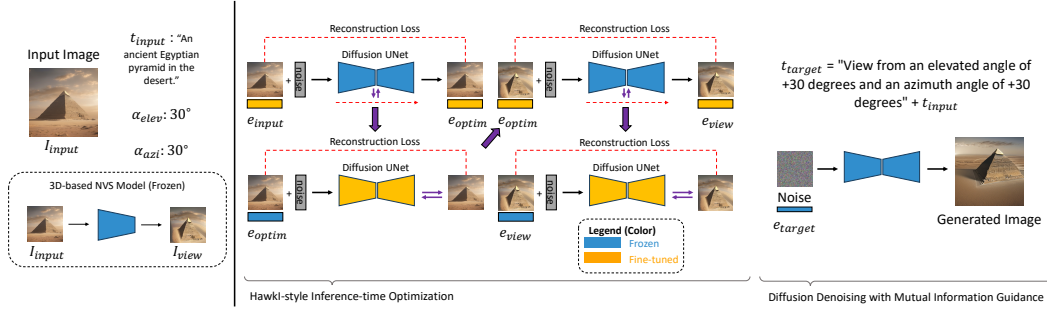 Input Image
I_input
t_input : "An
ancient Egyptian
pyramid in the
desert."
α_elev: 30°
α_azi: 30°
3D-based NVS Model (Frozen)
I_input
I_view
Reconstruction Loss
Diffusion UNet
+
noise
e_input
e_optim
Reconstruction Loss
Diffusion UNet
+
noise
e_optim
e_view
Reconstruction Loss
Diffusion UNet
+
noise
e_optim
Reconstruction Loss
Diffusion UNet
+
noise
e_view
Legend (Color)
Frozen
Fine-tuned
HawkI-style Inference-time Optimization
t_target = "View from an elevated angle of
+30 degrees and an azimuth angle of +30
degrees" + t_input
Noise
e_target
Generated Image
Diffusion Denoising with Mutual Information Guidance